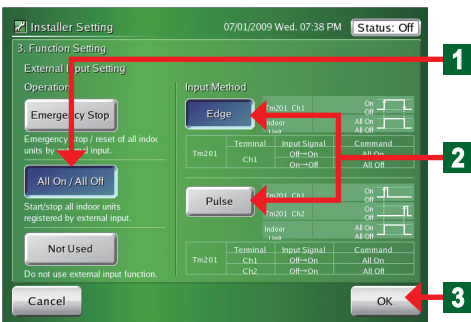 Installer Setting
07/01/2009 Wed. 07:38 PM
Status: Off
3. Function Setting
External Input Setting
Operation
Emergency Stop
Emergency stop / reset of all indoor
units by external input.
All On / All Off
Start/stop all indoor units
registered by external input.
Not Used
Do not use external input function.
Input Method
Edge
Tm201 Ch1
On
Off
Indoor
Unit
All On
All Off
Terminal Input Signal Command
Tm201 Ch1 Off→On All On
On→Off All Off
Pulse
Tm201 Ch1
On
Off
Tm201 Ch2
On
Off
Indoor
Unit
All On
All Off
Terminal Input Signal Command
Tm201 Ch1 Off→On All On
Ch2 Off→On All Off
Cancel
OK
1
2
3